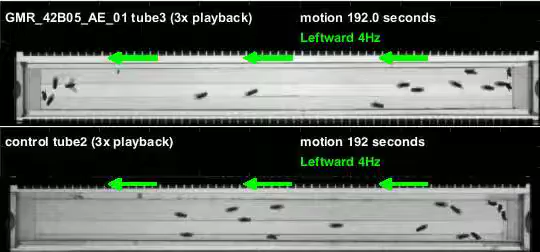 GMR_42B05_AE_01 tube3 (3x playback)
motion 192.0 seconds
Leftward 4Hz
control tube2 (3x playback)
motion 192 seconds
Leftward 4Hz